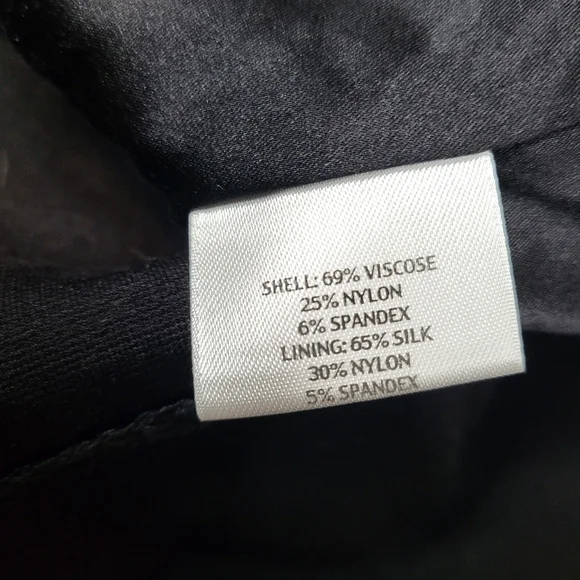 SHELL: 69% VISCOSE
25% NYLON
6% SPANDEX
LINING: 65% SILK
30% NYLON
5% SPANDEX